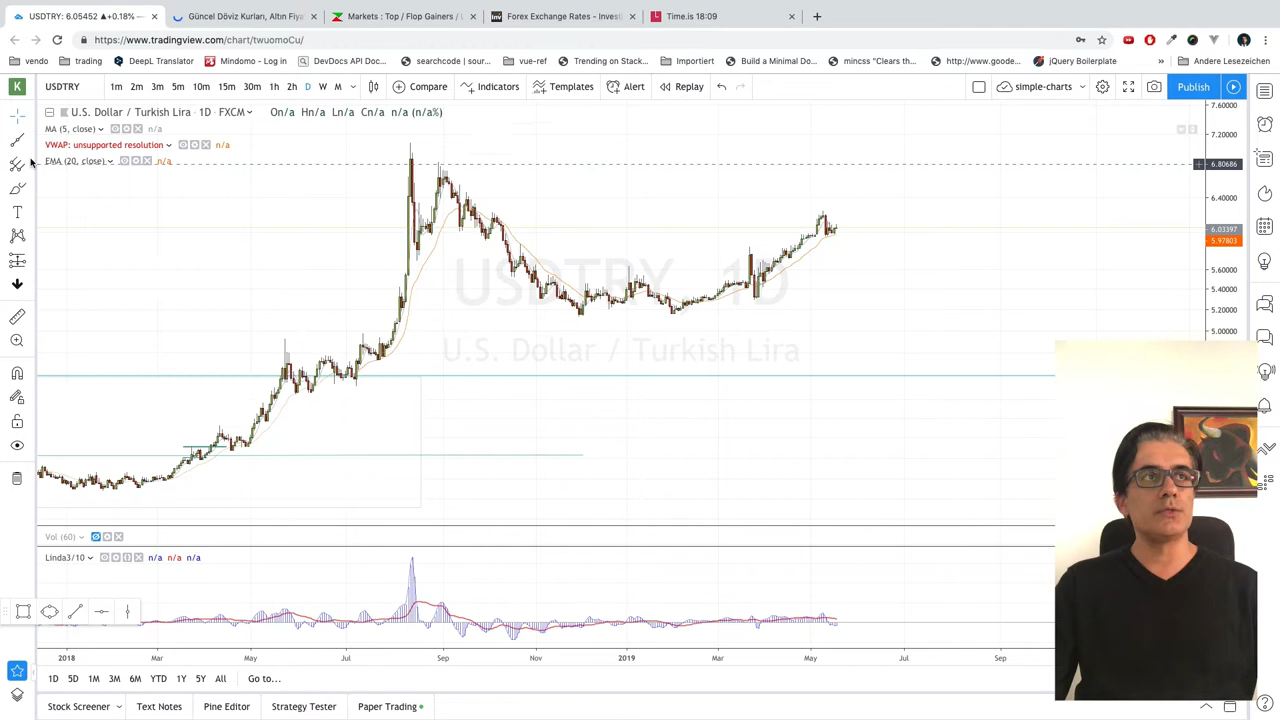 USDTRY: 6.05452 ▲+0.18% —
Güncel Döviz Kurları, Altın Fiya
Markets : Top / Flop Gainers / L
Forex Exchange Rates - Investi
Time.is 18:09
https://www.tradingview.com/chart/twuomoCu/
vendo
trading
DeepL Translator
Mindomo - Log in
DevDocs API Doc...
searchcode | sour...
vue-ref
Trending on Stack...
Importiert
Build a Minimal Do...
mincss "Clears th...
http://www.goode...
jQuery Boilerplate
Andere Lesezeichen
K
USDTRY
1m 2m 3m 5m 10m 15m 30m 1h 2h D W M
Compare
Indicators
Templates
Alert
Replay
simple-charts
Publish
U.S. Dollar / Turkish Lira · 1D · FXCM
On/a Hn/a Ln/a Cn/a n/a (n/a%)
MA (5, close) n/a
VWAP: unsupported resolution n/a
EMA (20, close) n/a
7.60000
7.20000
6.80686
6.40000
6.03397
5.97803
5.60000
5.40000
5.20000
5.00000
USDTRY, 1D
U.S. Dollar / Turkish Lira
Vol (60)
Linda3/10 n/a n/a n/a
2018 Mar May Jul Sep Nov 2019 Mar May Jul Sep
1D 5D 1M 3M 6M YTD 1Y 5Y All Go to...
Stock Screener
Text Notes
Pine Editor
Strategy Tester
Paper Trading